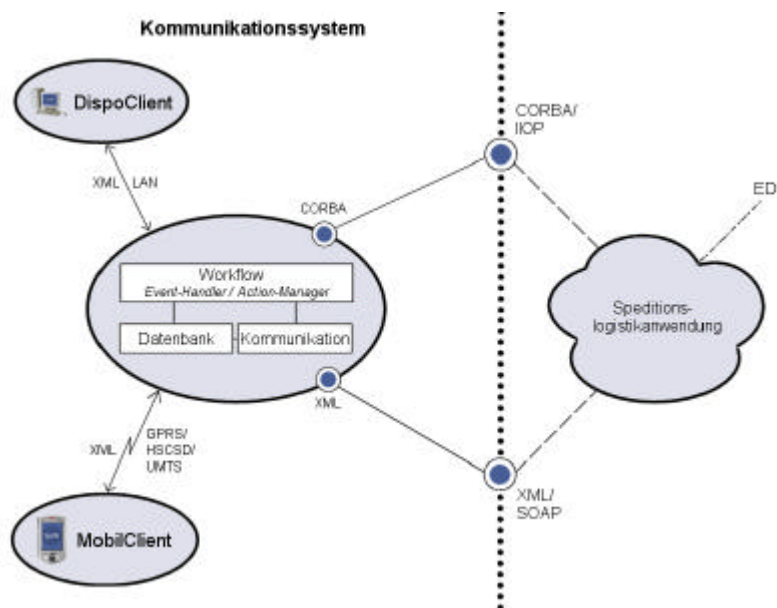 Kommunikationssystem
DispoClient
CORBA/
IIOP
XML
LAN
ED
CORBA
Workflow
Event-Handler / Action-Manager
Datenbank
Kommunikation
Speditions-
logistikanwendung
XML
GPRS/
HSCSD/
UMTS
XML
XML/
SOAP
MobilClient